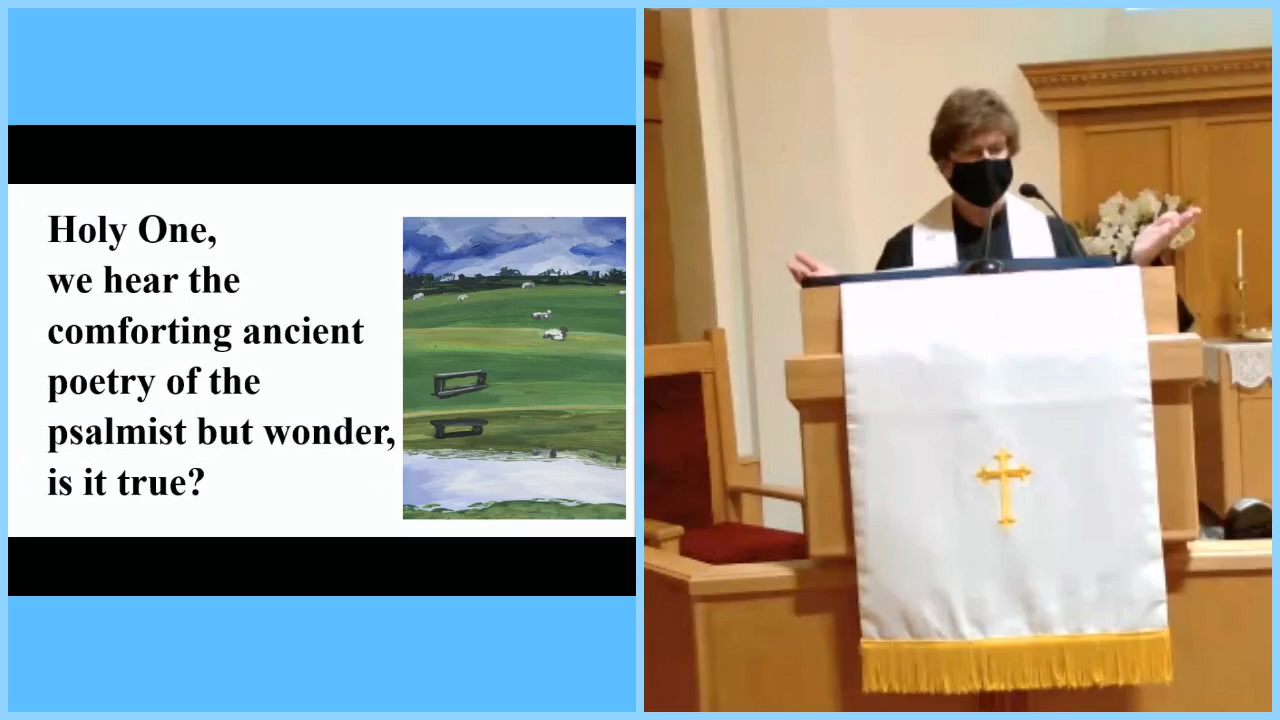 Holy One,
we hear the
comforting ancient
poetry of the
psalmist but wonder,
is it true?